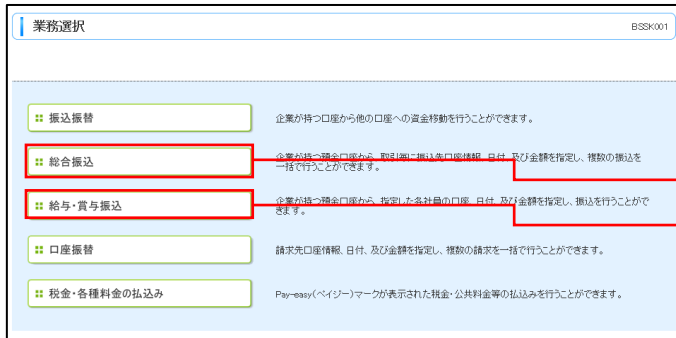 業務選択
BSSK001
振込振替
企業が持つ口座から他の口座への資金移動を行うことができます。
総合振込
企業が持つ預金口座から、取引毎に振込先口座情報、日付、及び金額を指定し、複数の振込を
一括で行うことができます。
給与・賞与振込
企業が持つ預金口座から、指定した各社員の口座、日付、及び金額を指定し、振込を行うことがで
きます。
口座振替
請求先口座情報、日付、及び金額を指定し、複数の請求を一括で行うことができます。
税金・各種料金の払込み
Pay-easy(ペイジー)マークが表示された税金・公共料金等の払込みを行うことができます。